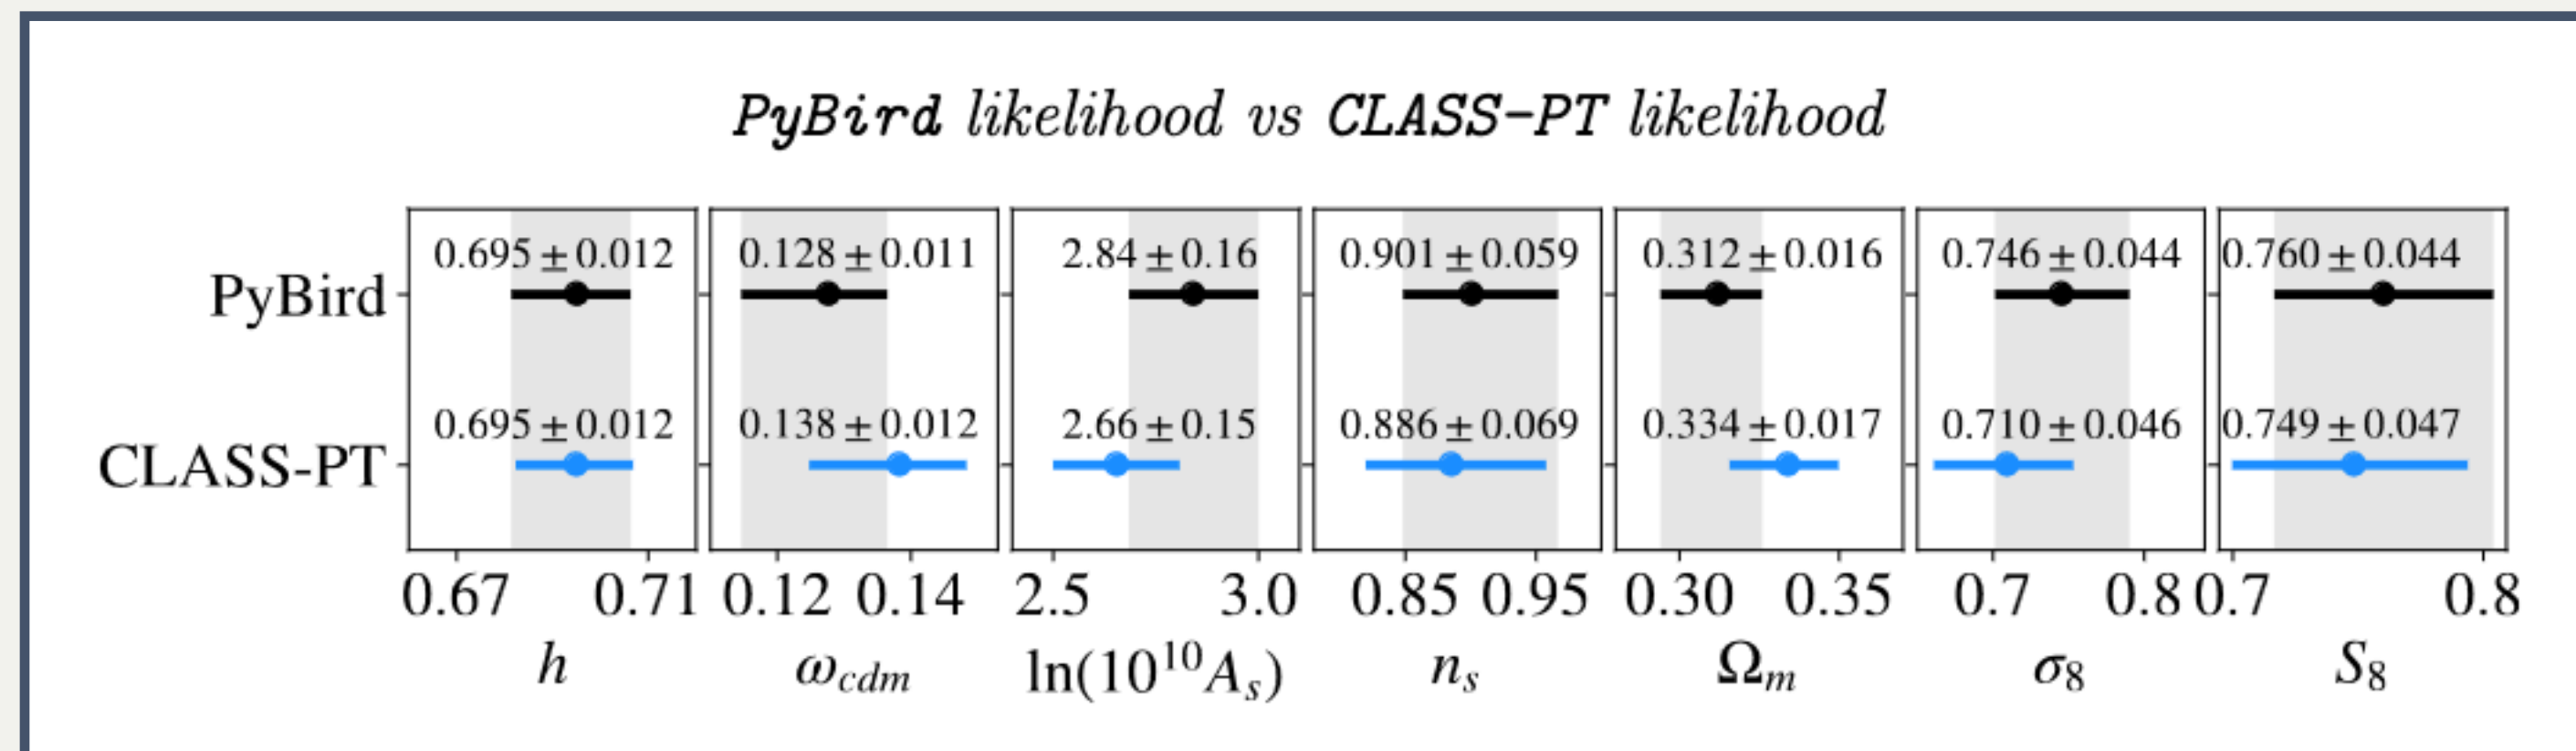 PyBird likelihood vs CLASS-PT likelihood
PyBird
0.695 ± 0.012 0.128 ± 0.011 2.84 ± 0.16 0.901 ± 0.059 0.312 ± 0.016 0.746 ± 0.044 0.760 ± 0.044
CLASS-PT
0.695 ± 0.012 0.138 ± 0.012 2.66 ± 0.15 0.886 ± 0.069 0.334 ± 0.017 0.710 ± 0.046 0.749 ± 0.047
0.67 0.71 0.12 0.14 2.5 3.0 0.85 0.95 0.30 0.35 0.7 0.8 0.7 0.8
h ω_cdm ln(10¹⁰A_s) n_s Ω_m σ₈ S₈